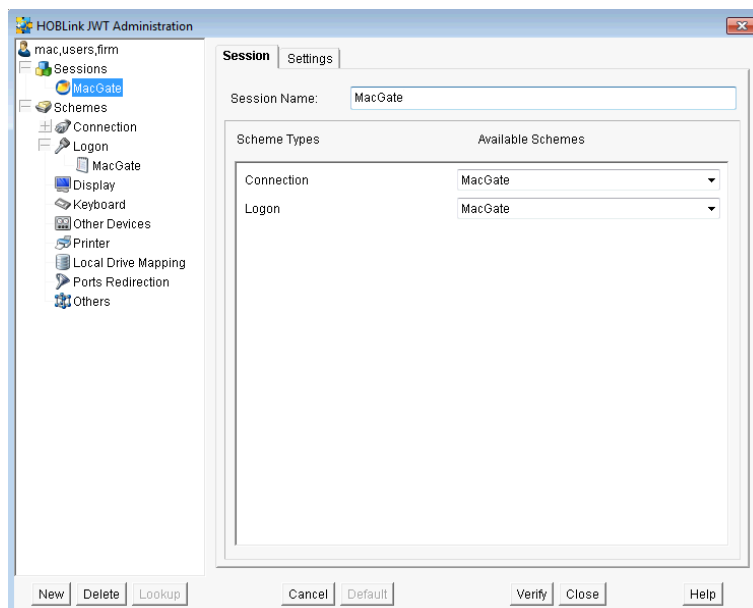 HOBLink JWT Administration
mac,users,firm
Sessions
MacGate
Schemes
Connection
Logon
MacGate
Display
Keyboard
Other Devices
Printer
Local Drive Mapping
Ports Redirection
Others
Session Settings
Session Name: MacGate
Scheme Types Available Schemes
Connection MacGate
Logon MacGate
New Delete Lookup Cancel Default Verify Close Help